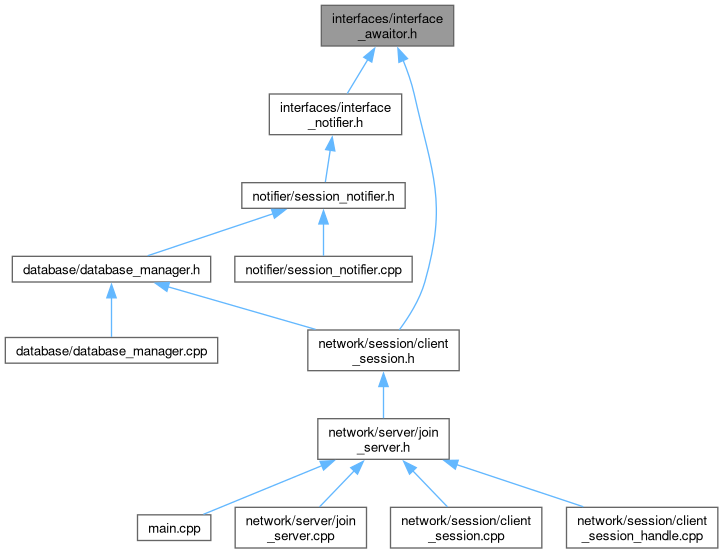 interfaces/interface
_awaitor.h
interfaces/interface
_notifier.h
notifier/session_notifier.h
database/database_manager.h
notifier/session_notifier.cpp
database/database_manager.cpp
network/session/client
_session.h
network/server/join
_server.h
main.cpp
network/server/join
_server.cpp
network/session/client
_session.cpp
network/session/client
_session_handle.cpp